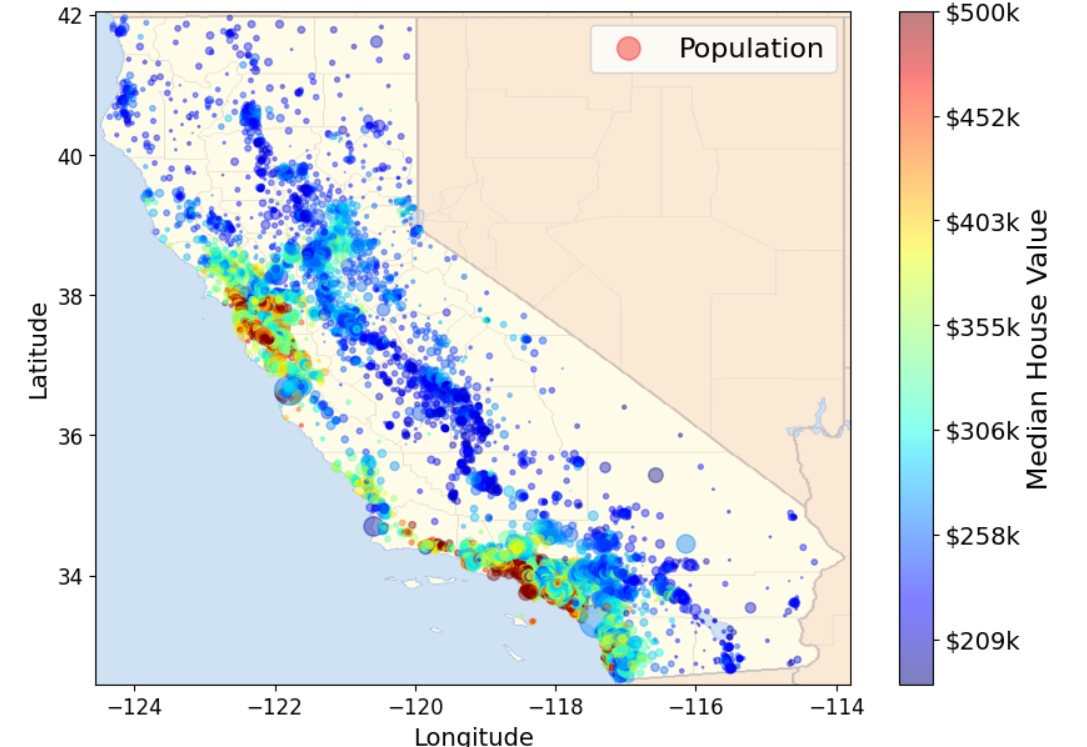 42
40
38
36
34
Latitude
−124
−122
−120
−118
−116
−114
Longitude
Population
$500k
$452k
$403k
$355k
$306k
$258k
$209k
Median House Value